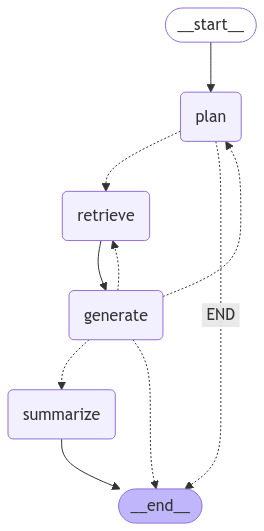 __start__
plan
retrieve
generate
END
summarize
__end__